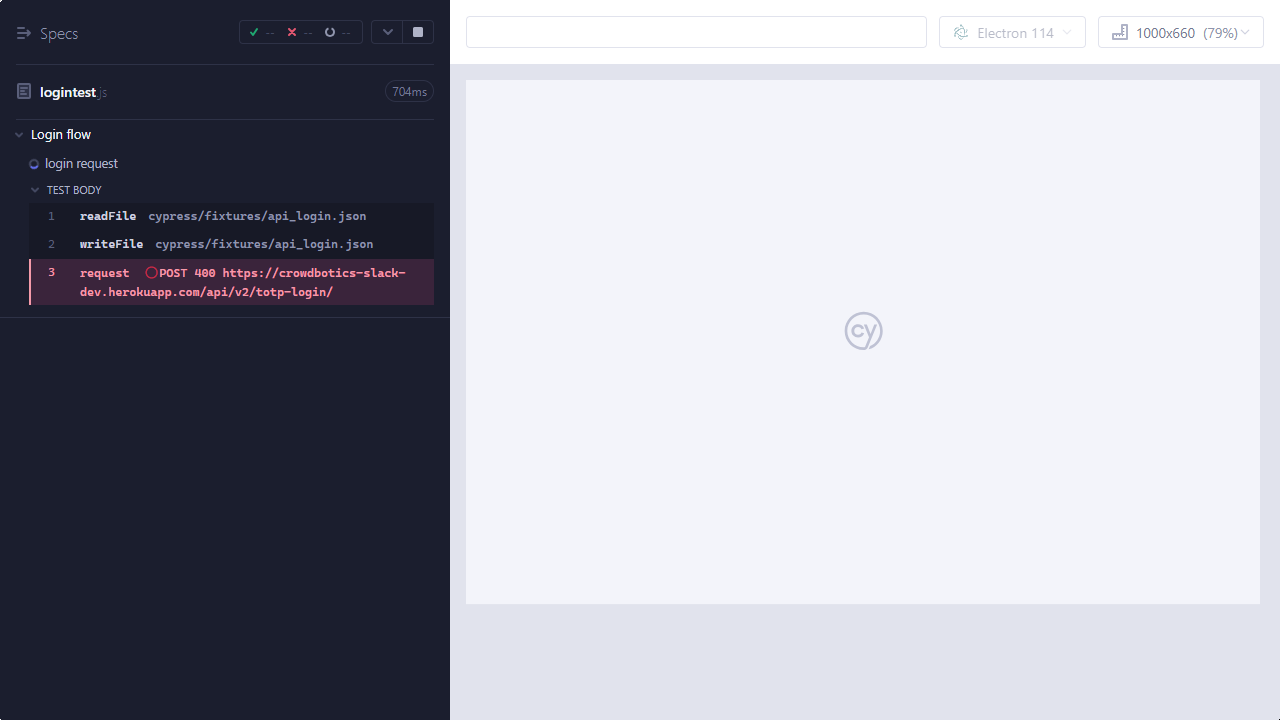 Specs
-- -- --
Electron 114
1000x660 (79%)
logintest.js
704ms
Login flow
login request
TEST BODY
1 readFile cypress/fixtures/api_login.json
2 writeFile cypress/fixtures/api_login.json
3 request POST 400 https://crowdbotics-slack-
dev.herokuapp.com/api/v2/totp-login/
cy